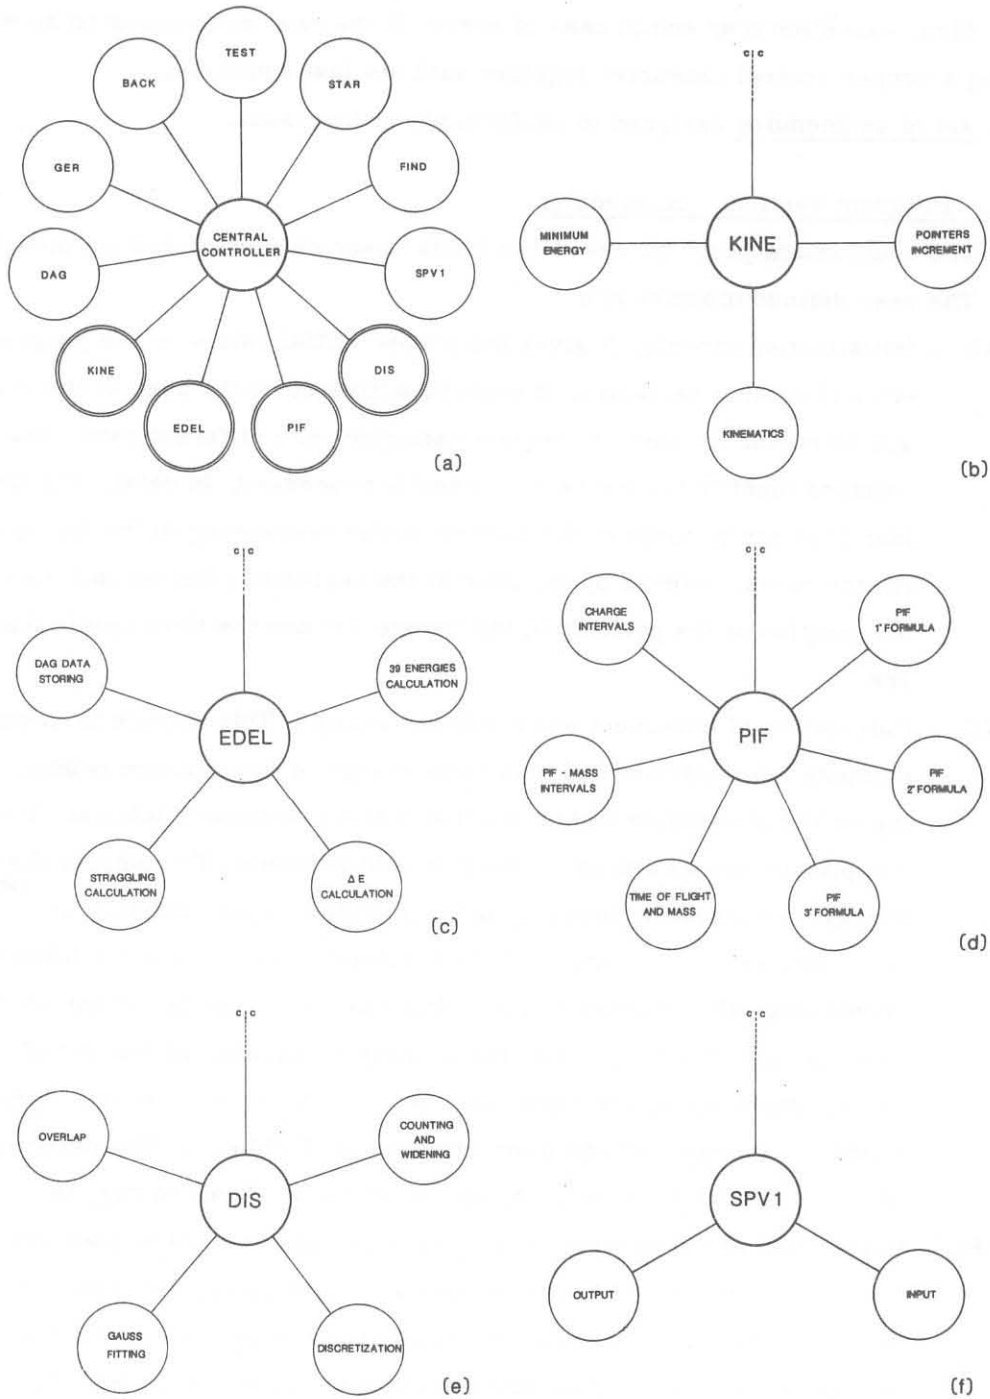 TEST
BACK
STAR
GER
FIND
CENTRAL
CONTROLLER
DAG
SPV1
KINE
DIS
EDEL
PIF
(a)
c c
MINIMUM
ENERGY
KINE
POINTERS
INCREMENT
KINEMATICS
(b)
c c
DAG DATA
STORING
39 ENERGIES
CALCULATION
EDEL
STRAGGLING
CALCULATION
Δ E
CALCULATION
(c)
c c
CHARGE
INTERVALS
PIF
1° FORMULA
PIF
PIF - MASS
INTERVALS
PIF
2° FORMULA
TIME OF FLIGHT
AND MASS
PIF
3° FORMULA
(d)
c c
OVERLAP
COUNTING
AND
WIDENING
DIS
GAUSS
FITTING
DISCRETIZATION
(e)
c c
SPV1
OUTPUT
INPUT
(f)